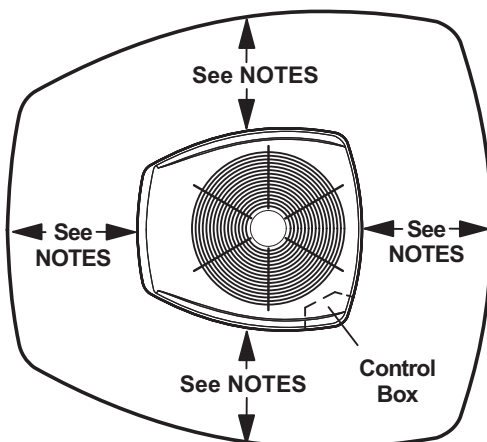 See NOTES
See
NOTES
See
NOTES
See NOTES
Control
Box